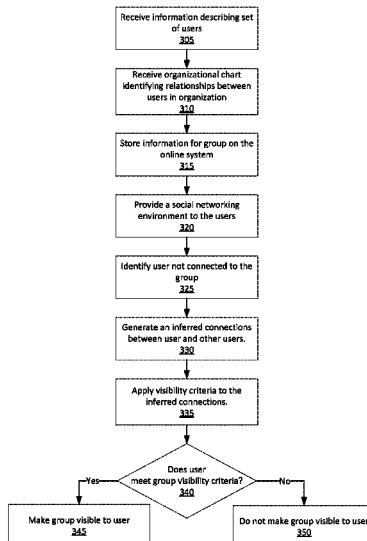 Receive information describing set
of users
305
Receive organizational chart
identifying relationships between
users in organization
310
Store information for group on the
online system
315
Provide a social networking
environment to the users
320
Identify user not connected to the
group
325
Generate an inferred connections
between user and other users.
330
Apply visibility criteria to the
inferred connections.
335
Does user
meet group visibility criteria?
340
Yes
No
Make group visible to user
345
Do not make group visible to user
350